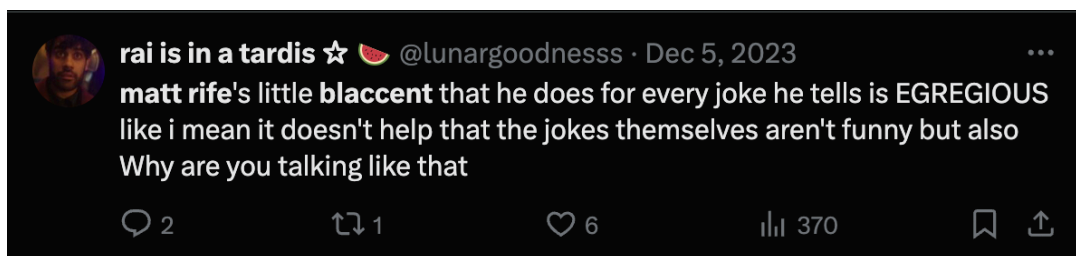 rai is in a tardis ☆ 🍉 @lunargoodnesss · Dec 5, 2023
matt rife's little blaccent that he does for every joke he tells is EGREGIOUS
like i mean it doesn't help that the jokes themselves aren't funny but also
Why are you talking like that
2 1 6 370